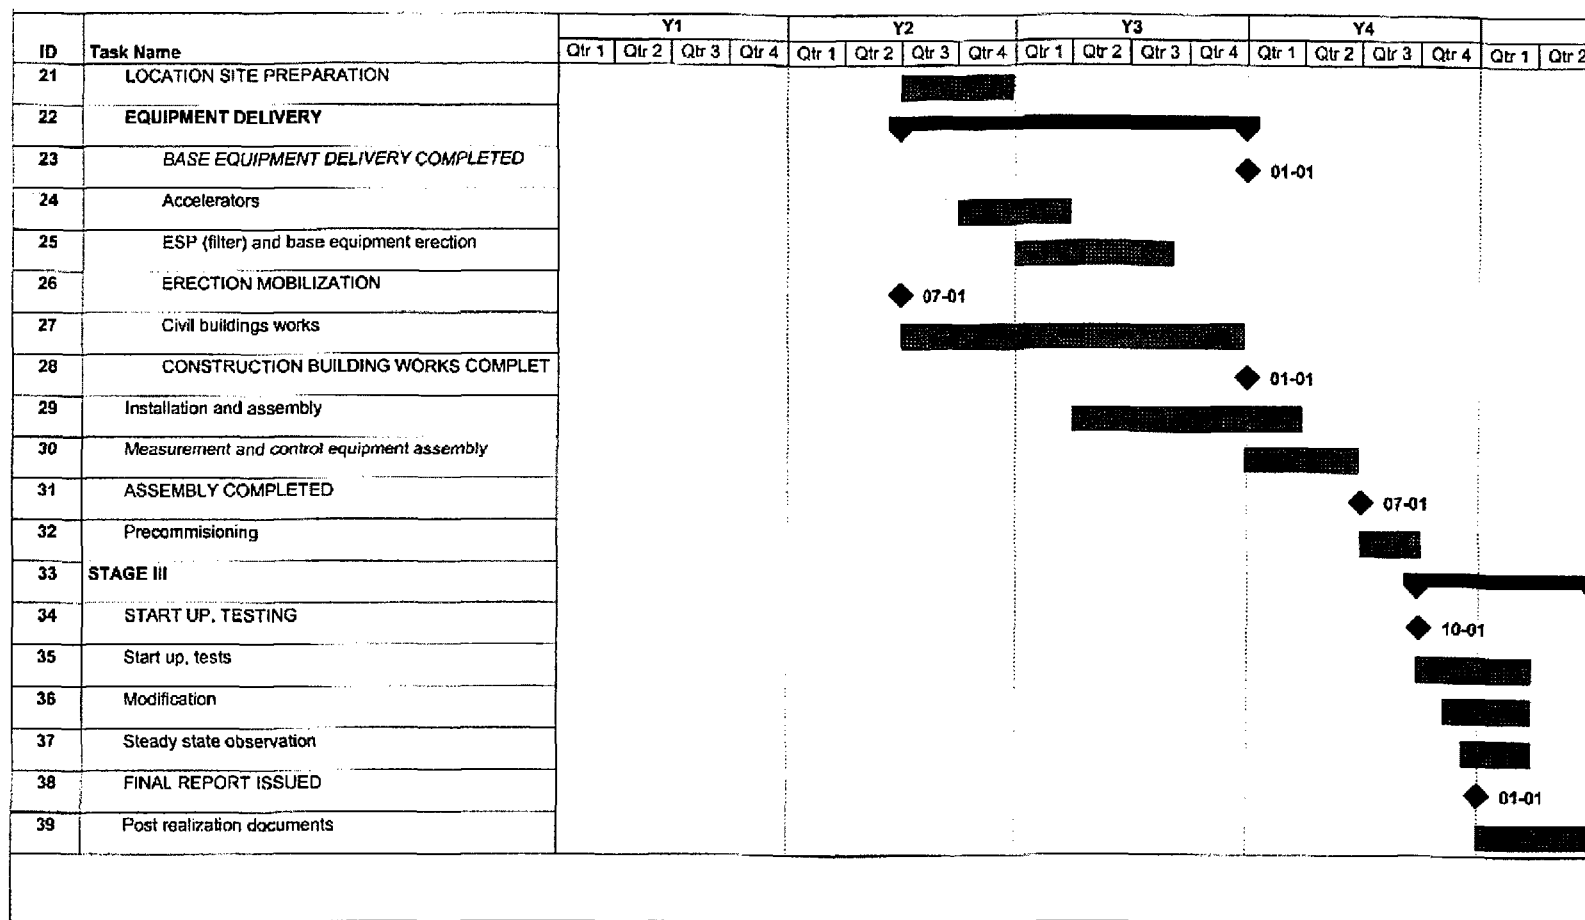 Y1 Y2 Y3 Y4
ID Task Name Qtr 1 Qtr 2 Qtr 3 Qtr 4 Qtr 1 Qtr 2 Qtr 3 Qtr 4 Qtr 1 Qtr 2 Qtr 3 Qtr 4 Qtr 1 Qtr 2 Qtr 3 Qtr 4 Qtr 1 Qtr 2
21 LOCATION SITE PREPARATION
22 EQUIPMENT DELIVERY
23 BASE EQUIPMENT DELIVERY COMPLETED 01-01
24 Accelerators
25 ESP (filter) and base equipment erection
26 ERECTION MOBILIZATION 07-01
27 Civil buildings works
28 CONSTRUCTION BUILDING WORKS COMPLET 01-01
29 Installation and assembly
30 Measurement and control equipment assembly
31 ASSEMBLY COMPLETED 07-01
32 Precommisioning
33 STAGE III
34 START UP, TESTING 10-01
35 Start up, tests
36 Modification
37 Steady state observation
38 FINAL REPORT ISSUED 01-01
39 Post realization documents